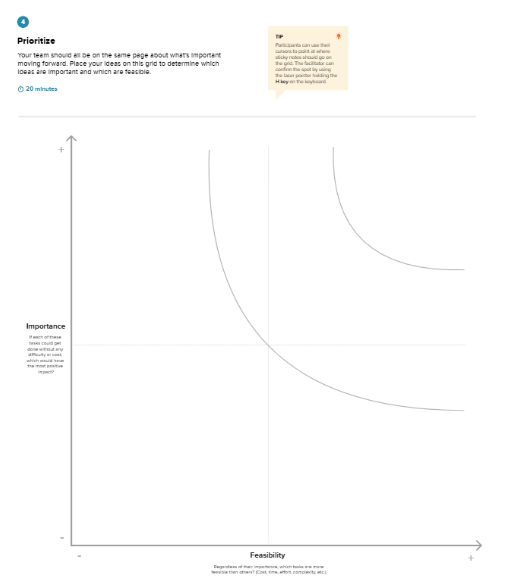 4
Prioritize
Your team should all be on the same page about what's important
moving forward. Place your ideas on this grid to determine which
ideas are important and which are feasible.
20 minutes
TIP
Participants can use their
cursors to point at where
sticky notes should go on
the grid. The facilitator can
confirm the spot by using
the laser pointer holding the
H key on the keyboard.
+
Importance
If each of these
tasks could get
done without any
difficulty or cost,
which would have
the most positive
impact?
-
-
Feasibility
+
Regardless of their importance, which tasks are more
feasible than others? (Cost, time, effort, complexity, etc.)